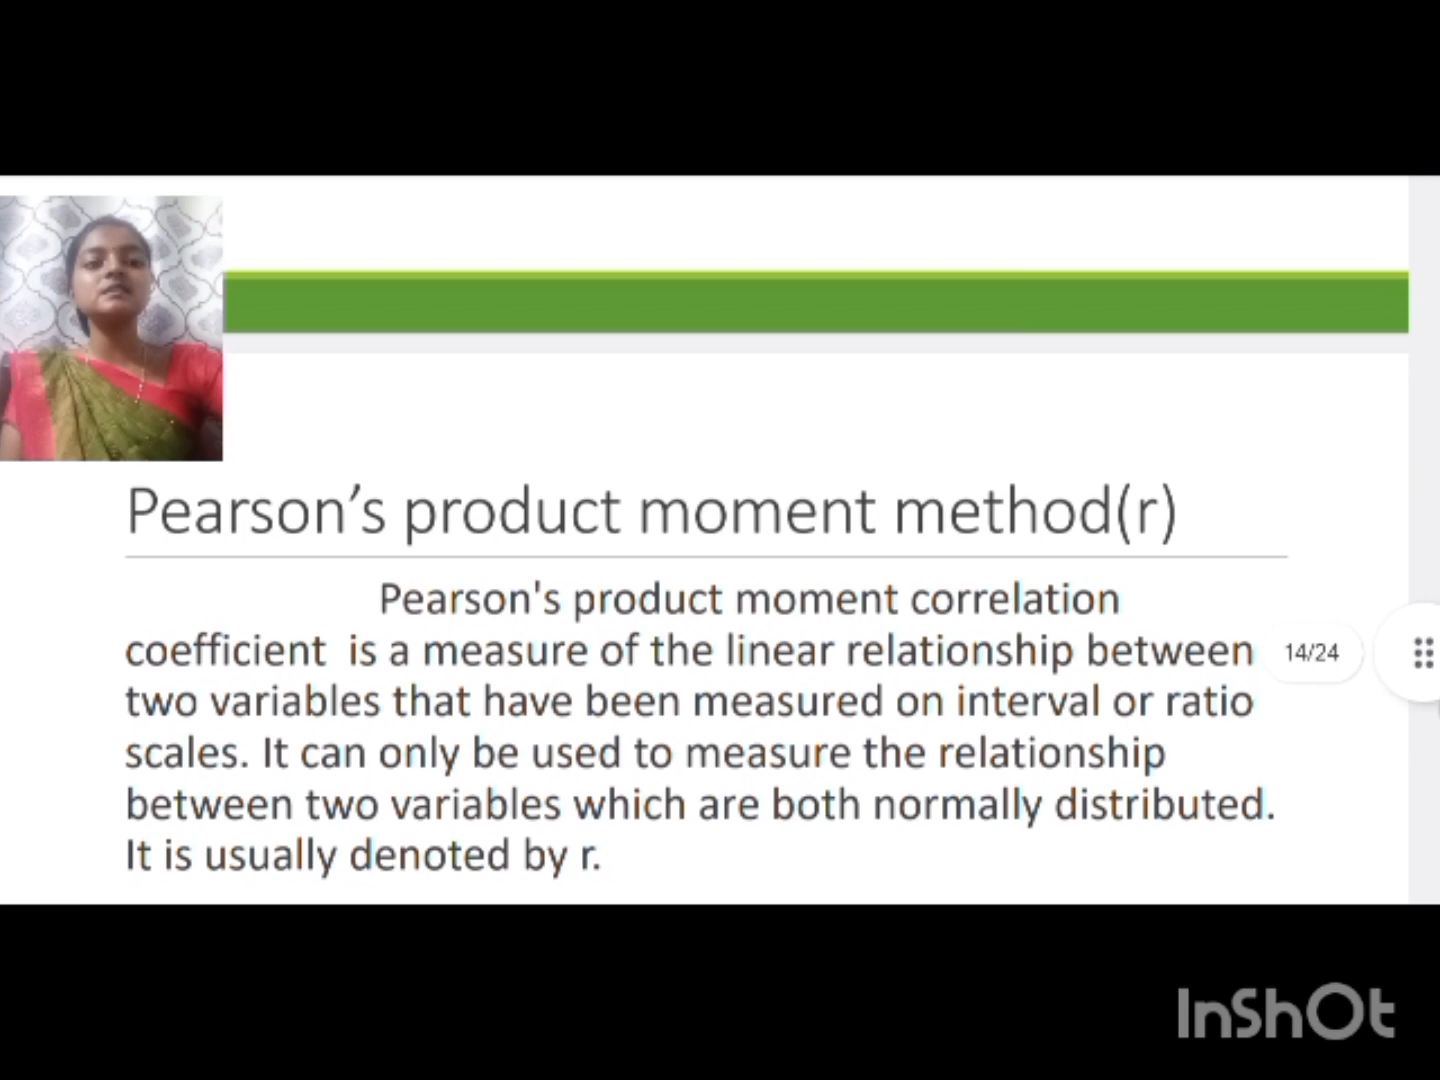 Pearson’s product moment method(r)
Pearson's product moment correlation
coefficient is a measure of the linear relationship between
two variables that have been measured on interval or ratio
scales. It can only be used to measure the relationship
between two variables which are both normally distributed.
It is usually denoted by r.
14/24
InShOt